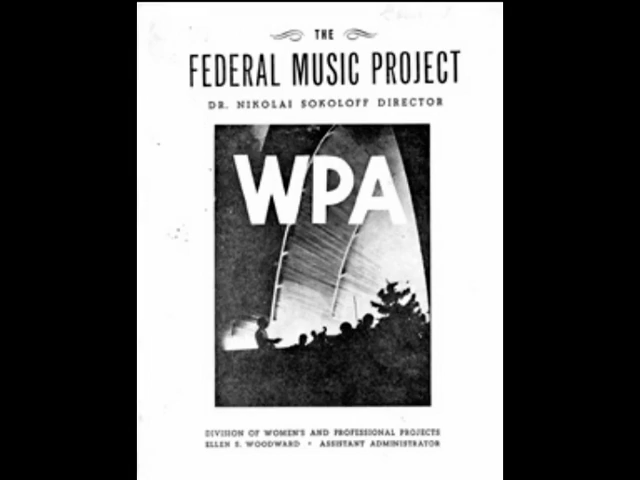 THE
FEDERAL MUSIC PROJECT
DR. NIKOLAI SOKOLOFF DIRECTOR
WPA
DIVISION OF WOMEN'S AND PROFESSIONAL PROJECTS
ELLEN S. WOODWARD • ASSISTANT ADMINISTRATOR